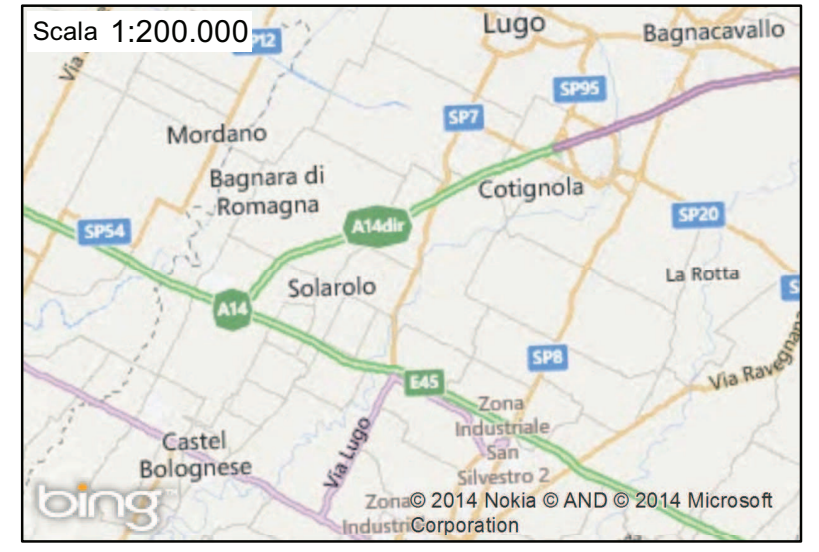 Scala 1:200.000
Lugo
Bagnacavallo
P12
Via
SP95
SP7
Mordano
Bagnara di
Romagna
Cotignola
A14dir
SP20
SP54
La Rotta
S
Solarolo
A14
SP8
E45
Via Ravegnana
Zona
Industriale
San
Silvestro 2
Via Lugo
Castel
Bolognese
bing
Zona
© 2014 Nokia © AND © 2014 Microsoft
Corporation